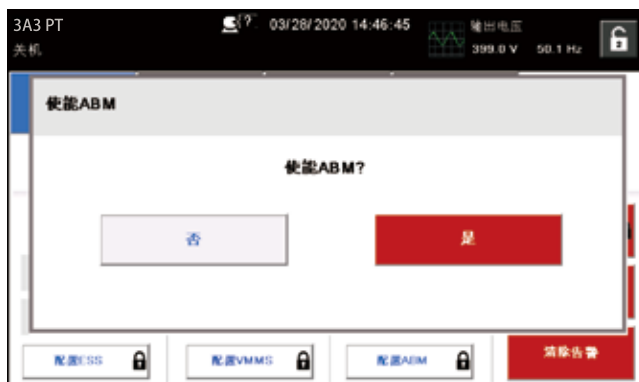 3A3 PT
03/28/2020 14:46:45
输出电压
关机
399.0 V 50.1 Hz
使能ABM
使能ABM?
否
是
配置ESS
配置VMMS
配置ABM
清除告警